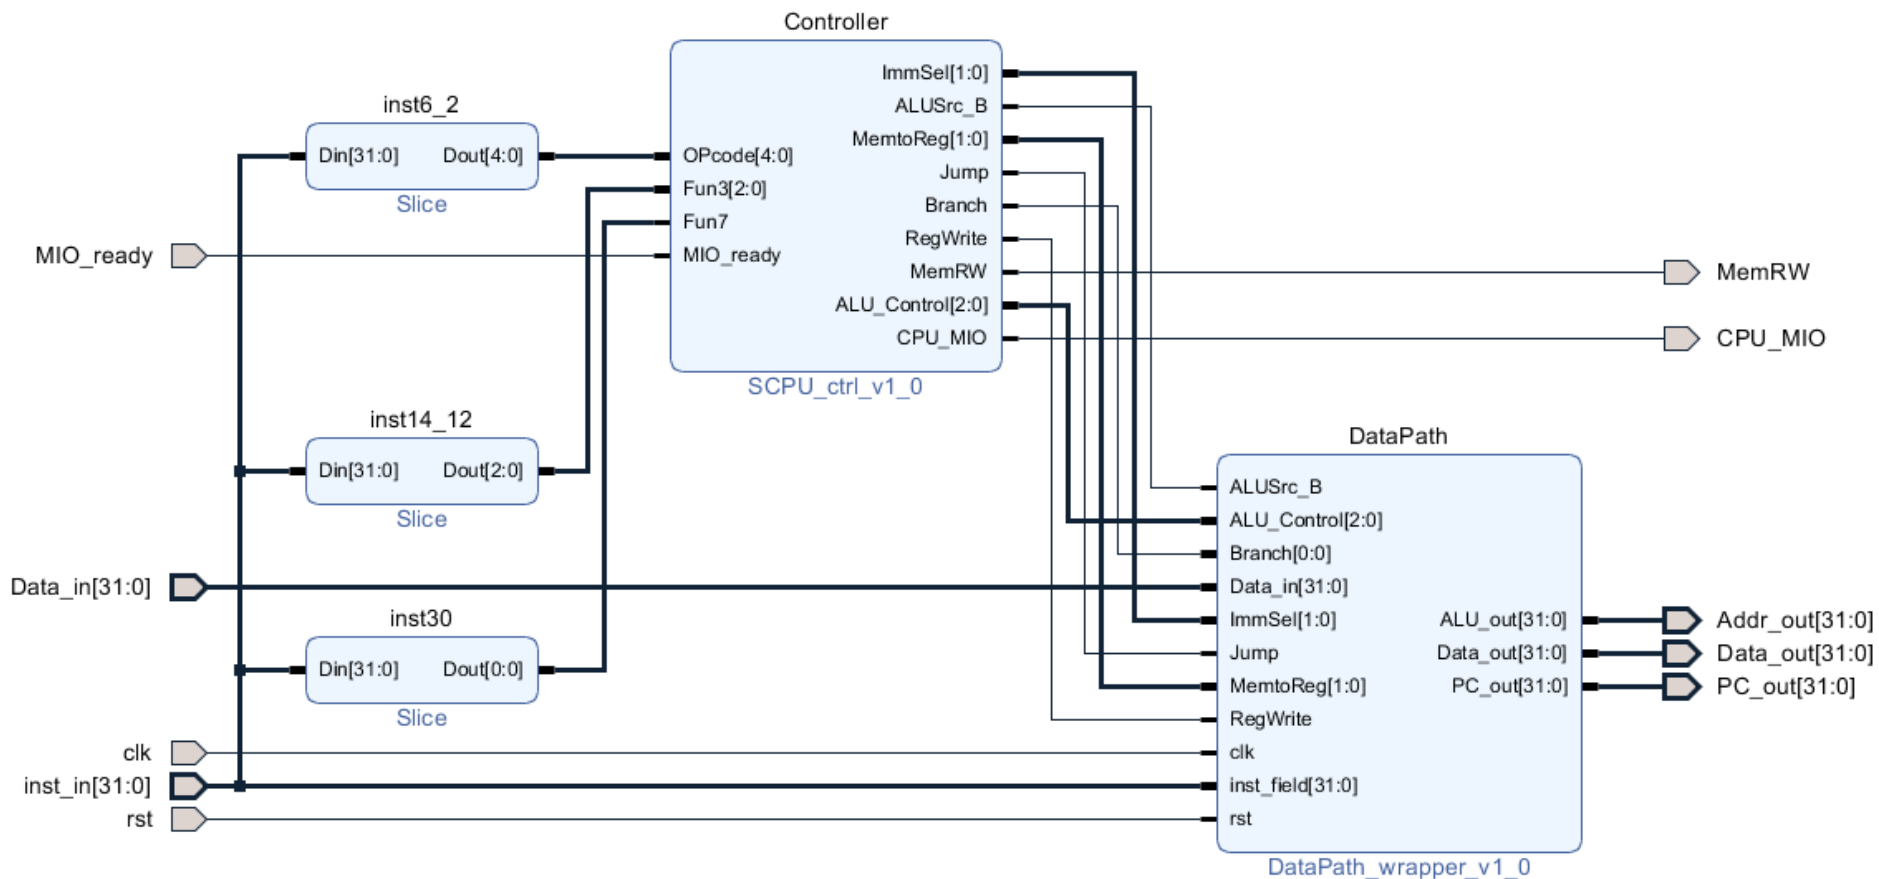 Controller
ImmSel[1:0]
ALUSrc_B
MemtoReg[1:0]
Jump
Branch
RegWrite
MemRW
ALU_Control[2:0]
CPU_MIO
OPcode[4:0]
Fun3[2:0]
Fun7
MIO_ready
SCPU_ctrl_v1_0
inst6_2
Din[31:0] Dout[4:0]
Slice
MIO_ready
inst14_12
Din[31:0] Dout[2:0]
Slice
Data_in[31:0]
inst30
Din[31:0] Dout[0:0]
Slice
clk
inst_in[31:0]
rst
MemRW
CPU_MIO
DataPath
ALUSrc_B
ALU_Control[2:0]
Branch[0:0]
Data_in[31:0]
ImmSel[1:0]
Jump
MemtoReg[1:0]
RegWrite
clk
inst_field[31:0]
rst
ALU_out[31:0]
Data_out[31:0]
PC_out[31:0]
DataPath_wrapper_v1_0
Addr_out[31:0]
Data_out[31:0]
PC_out[31:0]